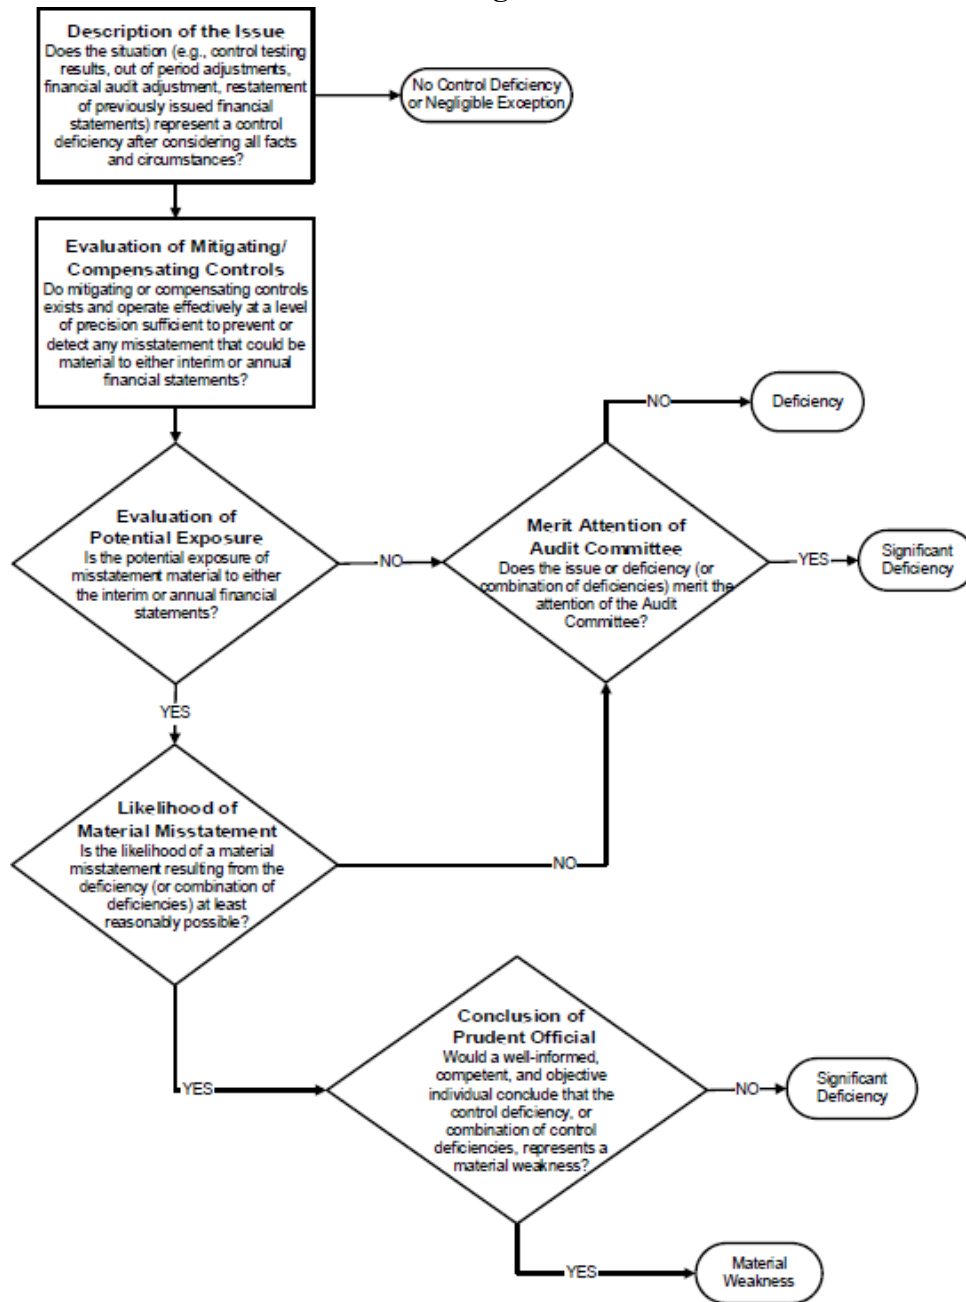 Description of the Issue
Does the situation (e.g., control testing
results, out of period adjustments,
financial audit adjustment, restatement
of previously issued financial
statements) represent a control
deficiency after considering all facts
and circumstances?
No Control Deficiency
or Negligible Exception
Evaluation of Mitigating/
Compensating Controls
Do mitigating or compensating controls
exists and operate effectively at a level
of precision sufficient to prevent or
detect any misstatement that could be
material to either interim or annual
financial statements?
NO
Deficiency
Evaluation of
Potential Exposure
Is the potential exposure of
misstatement material to either
the interim or annual financial
statements?
NO
Merit Attention of
Audit Committee
Does the issue or deficiency (or
combination of deficiencies) merit the
attention of the Audit
Committee?
YES
Significant
Deficiency
YES
Likelihood of
Material Misstatement
Is the likelihood of a material
misstatement resulting from the
deficiency (or combination of
deficiencies) at least
reasonably possible?
NO
YES
Conclusion of
Prudent Official
Would a well-informed,
competent, and objective
individual conclude that the
control deficiency, or
combination of control
deficiencies, represents a
material weakness?
NO
Significant
Deficiency
YES
Material
Weakness